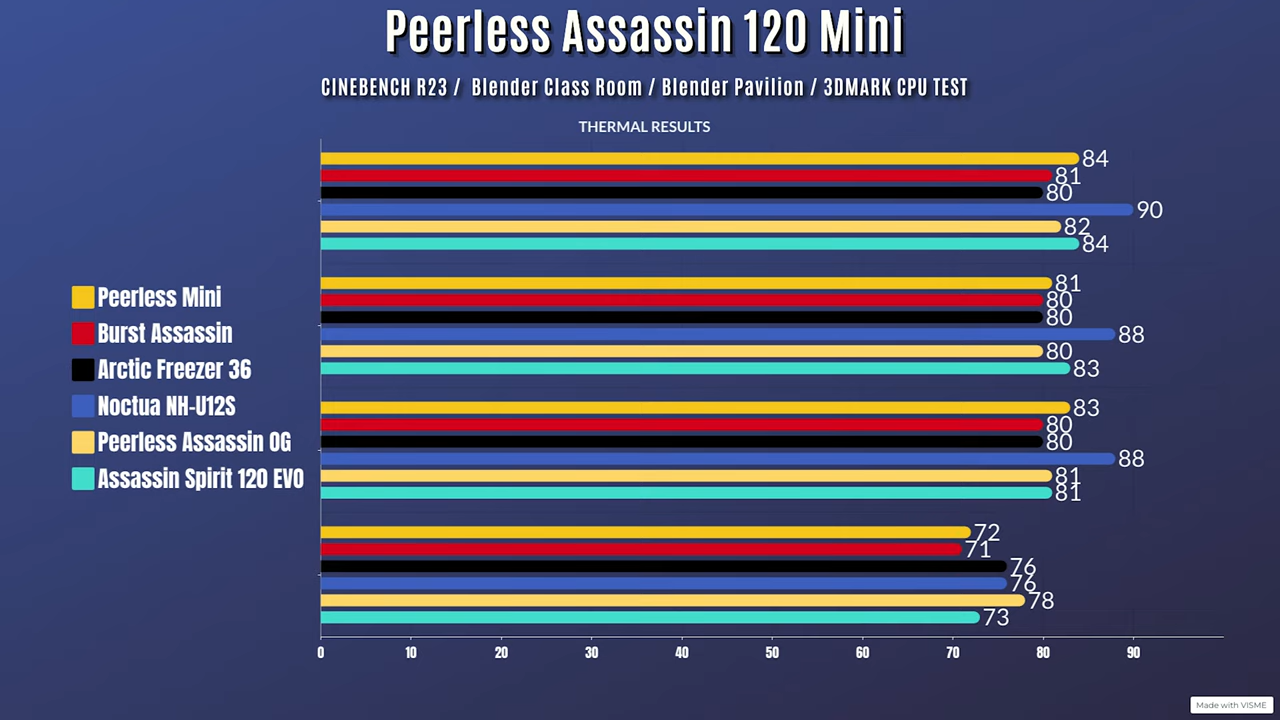 Peerless Assassin 120 Mini
CINEBENCH R23 / Blender Class Room / Blender Pavilion / 3DMARK CPU TEST
THERMAL RESULTS
84
81
80
90
82
84
81
80
80
88
80
83
83
80
80
88
81
81
72
71
76
76
78
73
Peerless Mini
Burst Assassin
Arctic Freezer 36
Noctua NH-U12S
Peerless Assassin OG
Assassin Spirit 120 EVO
0 10 20 30 40 50 60 70 80 90
Made with VISME